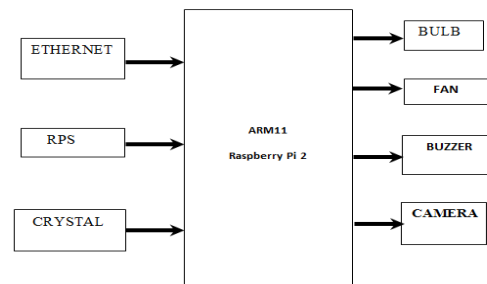 ETHERNET
RPS
CRYSTAL
ARM11
Raspberry Pi 2
BULB
FAN
BUZZER
CAMERA